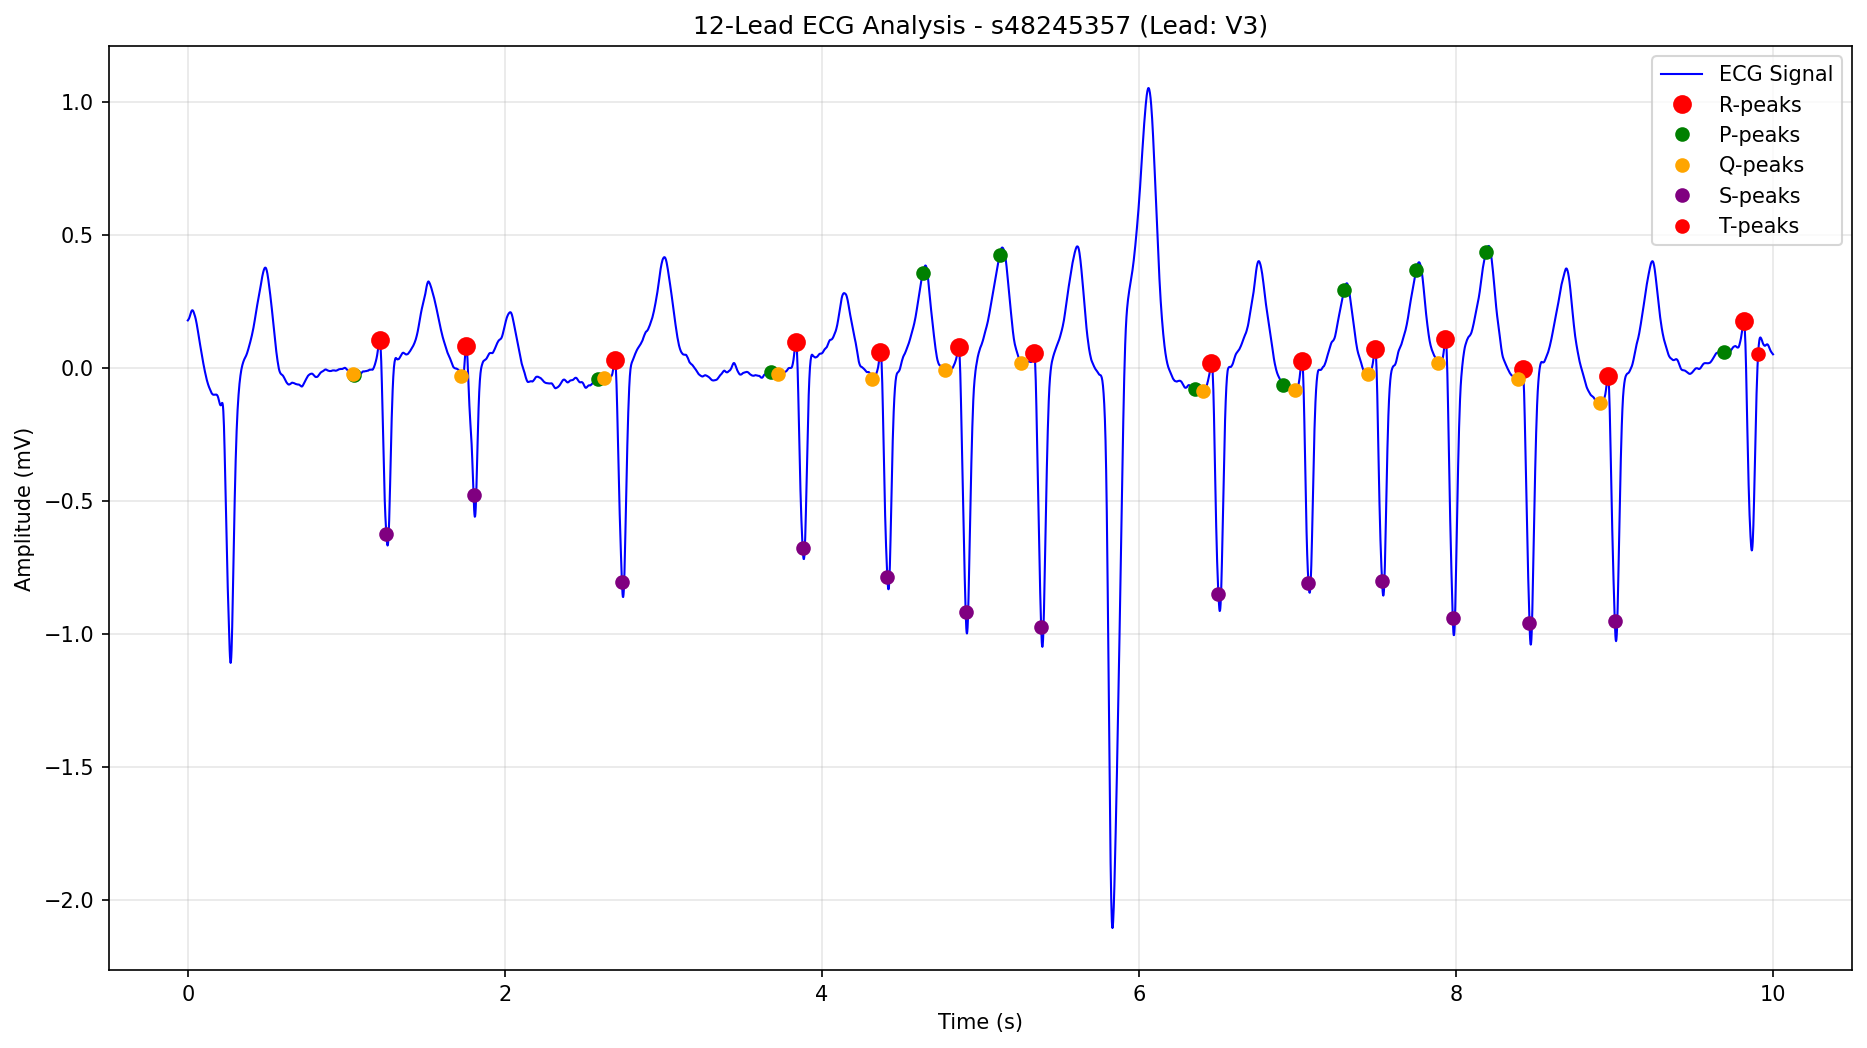 12-Lead ECG Analysis - s48245357 (Lead: V3)
ECG Signal
R-peaks
P-peaks
Q-peaks
S-peaks
T-peaks
Amplitude (mV)
1.0
0.5
0.0
−0.5
−1.0
−1.5
−2.0
0 2 4 6 8 10
Time (s)